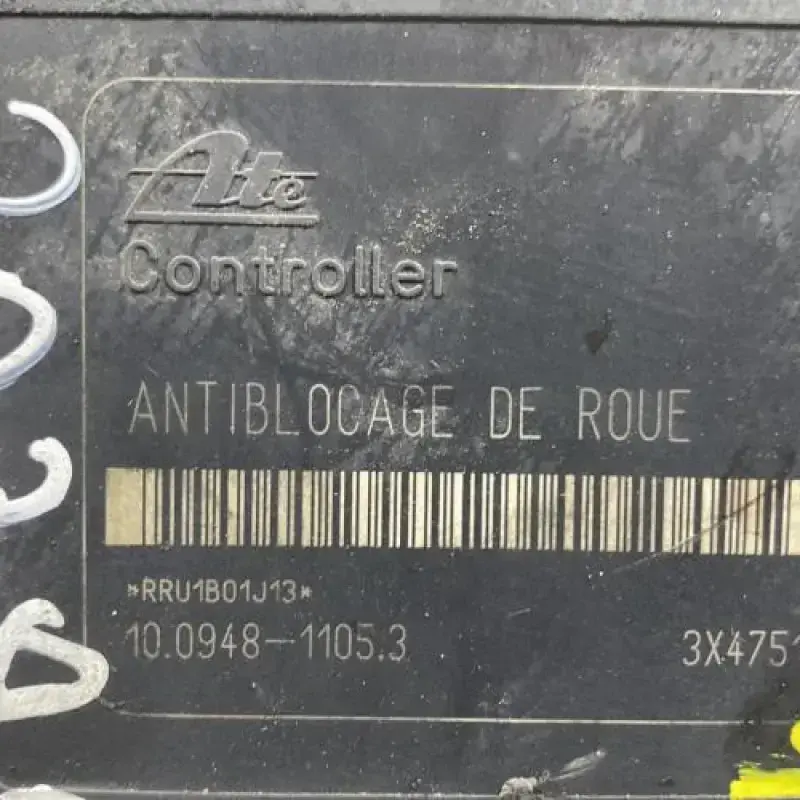 Ate
Controller
ANTIBLOCAGE DE ROUE
*RRU1B01J13*
10.0948-1105.3 3X4751